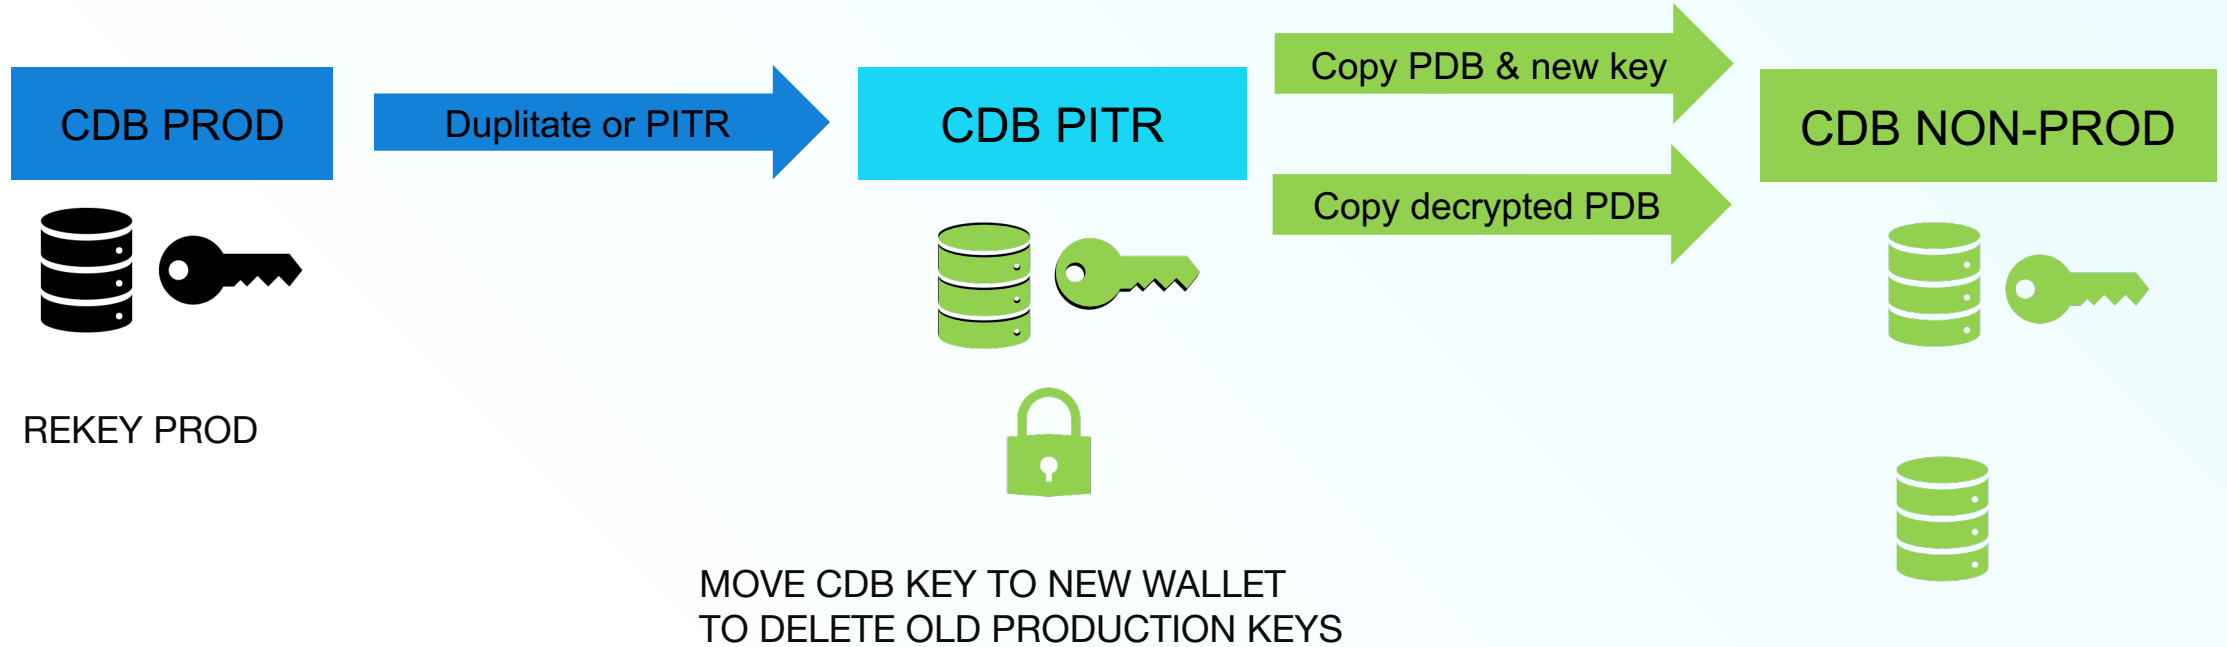 CDB PROD
Duplitate or PITR
CDB PITR
Copy PDB & new key
Copy decrypted PDB
CDB NON-PROD
REKEY PROD
MOVE CDB KEY TO NEW WALLET
TO DELETE OLD PRODUCTION KEYS